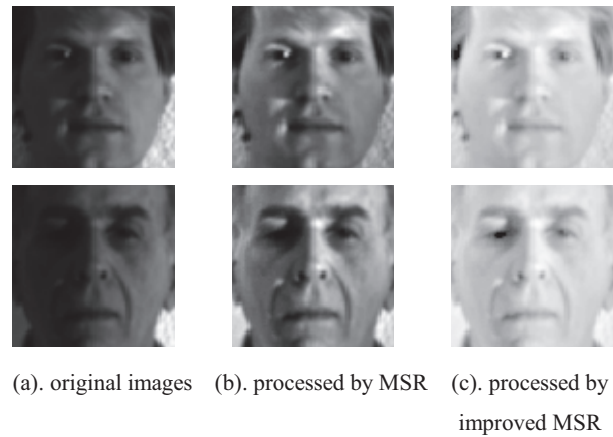 (a). original images (b). processed by MSR (c). processed by
improved MSR